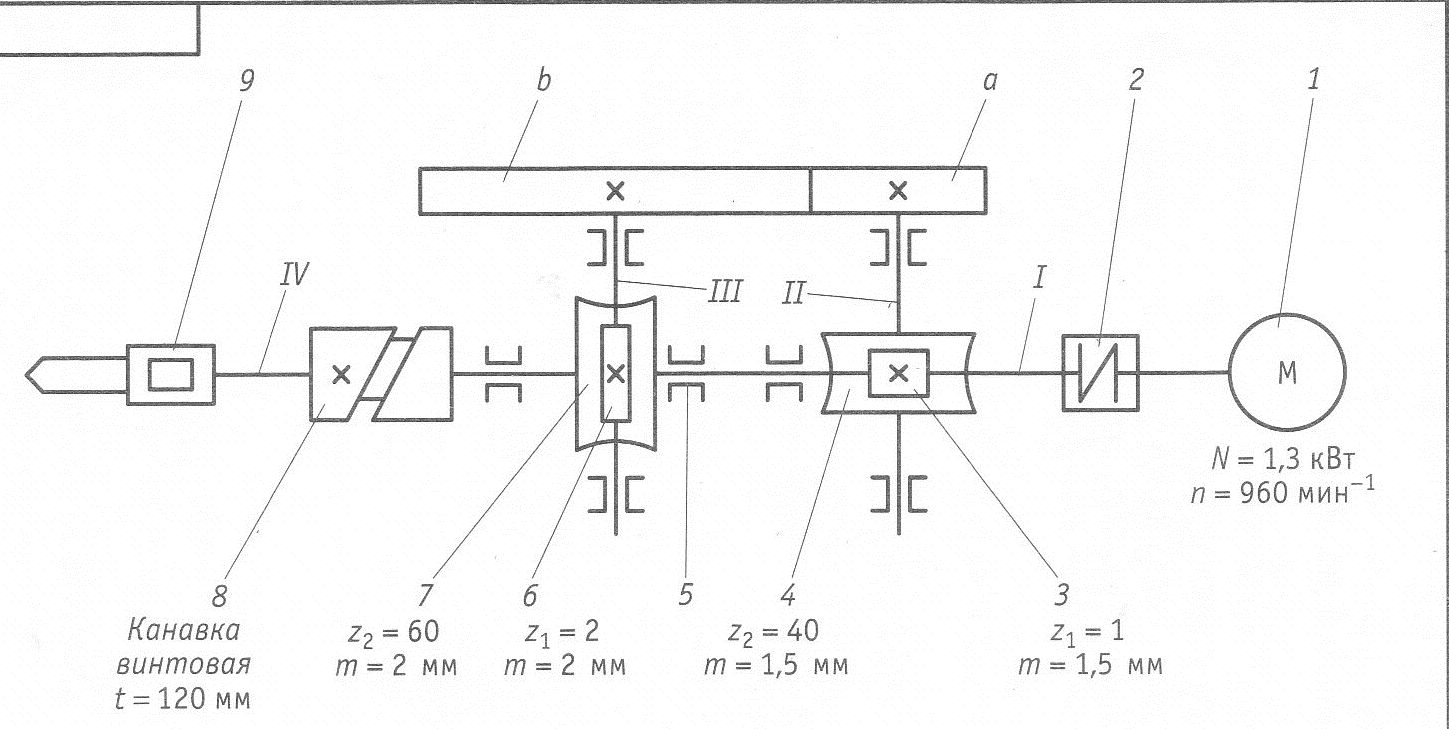 9 b a 2 1
IV III II I
M
N = 1,3 кВт
n = 960 мин⁻¹
8 7 6 5 4 3
Канавка z₂ = 60 z₁ = 2 z₂ = 40 z₁ = 1
винтовая m = 2 мм m = 2 мм m = 1,5 мм m = 1,5 мм
t = 120 мм